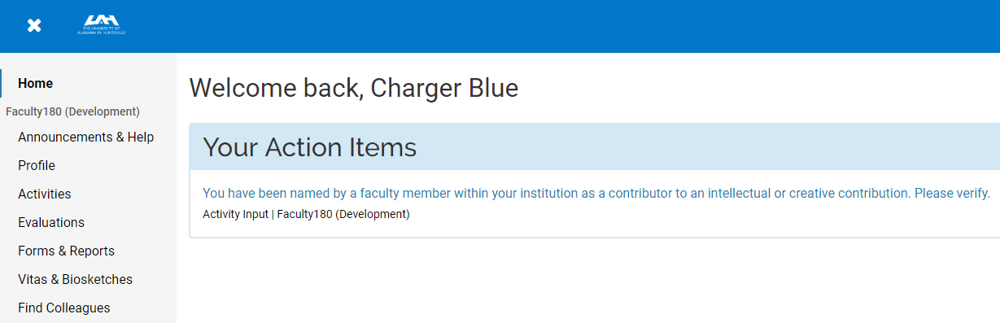 UAH
THE UNIVERSITY OF
ALABAMA IN HUNTSVILLE
Home
Faculty180 (Development)
Announcements & Help
Profile
Activities
Evaluations
Forms & Reports
Vitas & Biosketches
Find Colleagues
Welcome back, Charger Blue
Your Action Items
You have been named by a faculty member within your institution as a contributor to an intellectual or creative contribution. Please verify.
Activity Input | Faculty180 (Development)